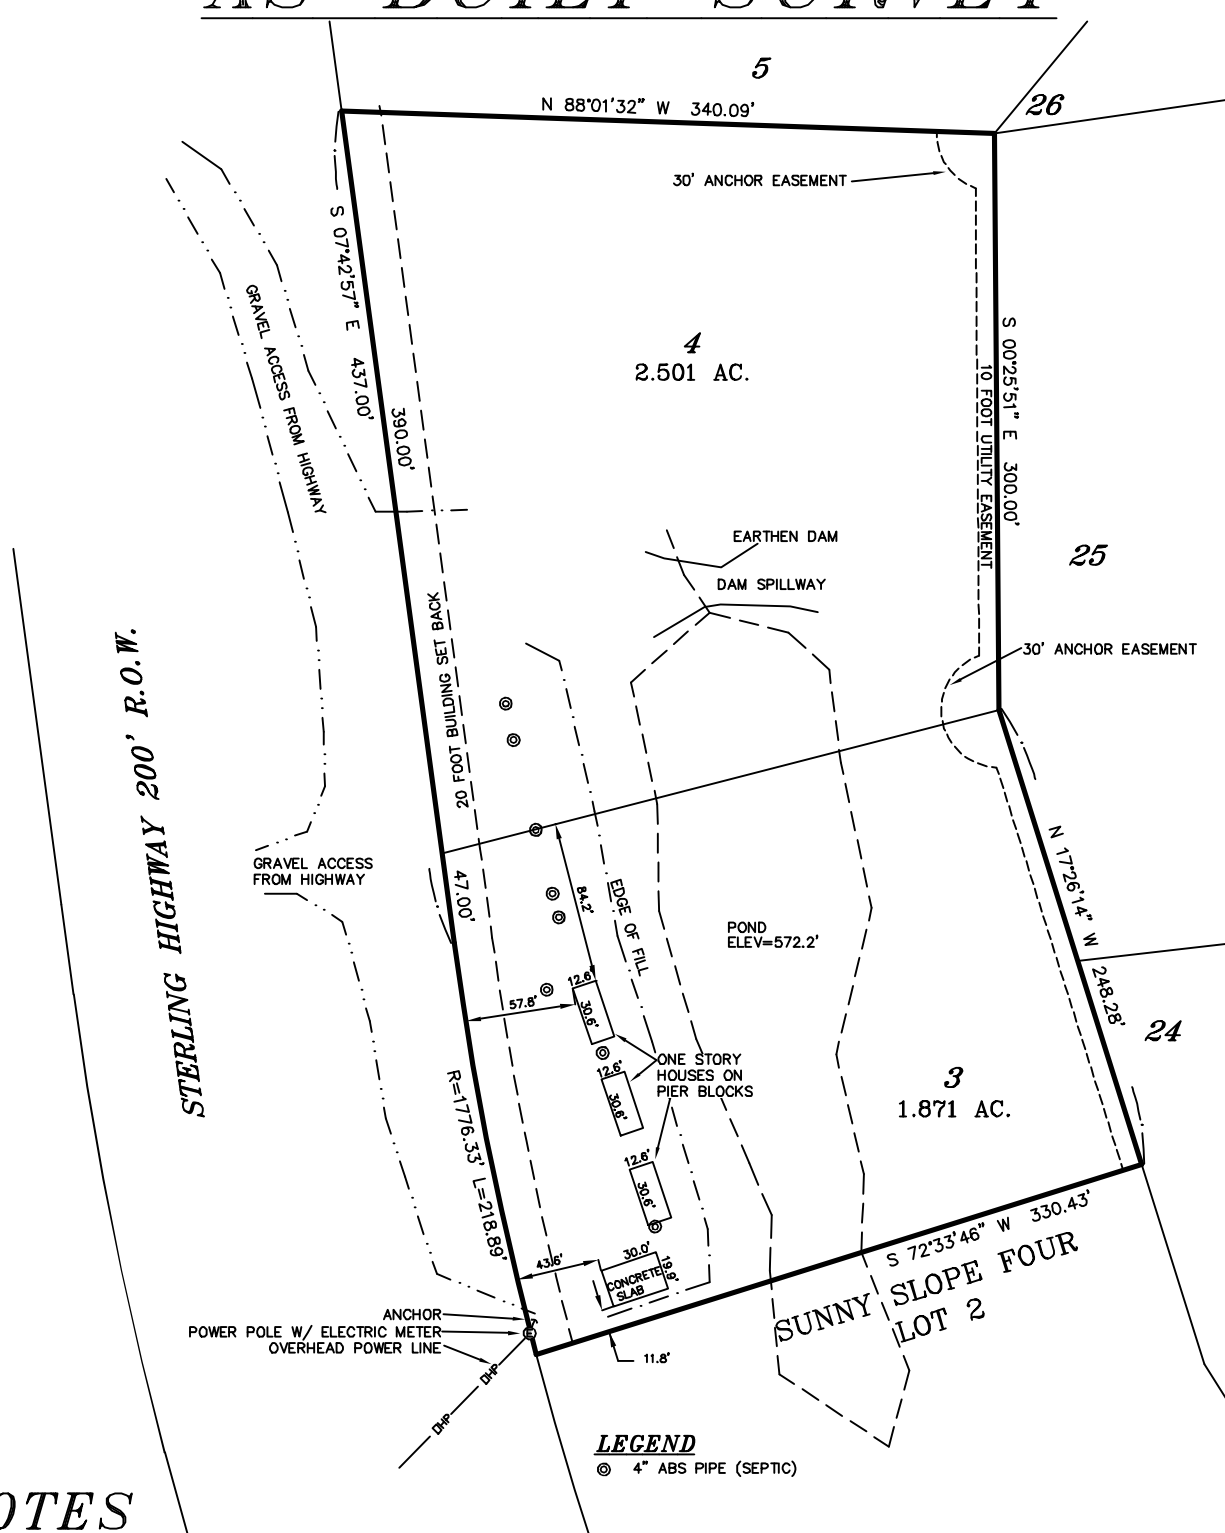 AS BUILT SURVEY
5
26
N 88°01'32" W 340.09'
30' ANCHOR EASEMENT
S 07°42'57" E 437.00'
390.00'
GRAVEL ACCESS FROM HIGHWAY
4
2.501 AC.
S 00°25'51" E 300.00'
10 FOOT UTILITY EASEMENT
EARTHEN DAM
DAM SPILLWAY
25
30' ANCHOR EASEMENT
20 FOOT BUILDING SET BACK
STERLING HIGHWAY 200' R.O.W.
GRAVEL ACCESS
FROM HIGHWAY
47.00'
84.2'
EDGE OF FILL
POND
ELEV=572.2'
N 17°26'14" W 248.28'
24
57.8'
12.6'
30.6'
ONE STORY
HOUSES ON
PIER BLOCKS
12.6'
30.6'
3
1.871 AC.
R=1776.33' L=218.89'
12.6'
30.6'
S 72°33'46" W 330.43'
SUNNY SLOPE FOUR
LOT 2
43.6'
30.0'
19.9'
CONCRETE
SLAB
ANCHOR
POWER POLE W/ ELECTRIC METER
OVERHEAD POWER LINE
E
OHP
OHP
11.8'
LEGEND
4" ABS PIPE (SEPTIC)
OTES